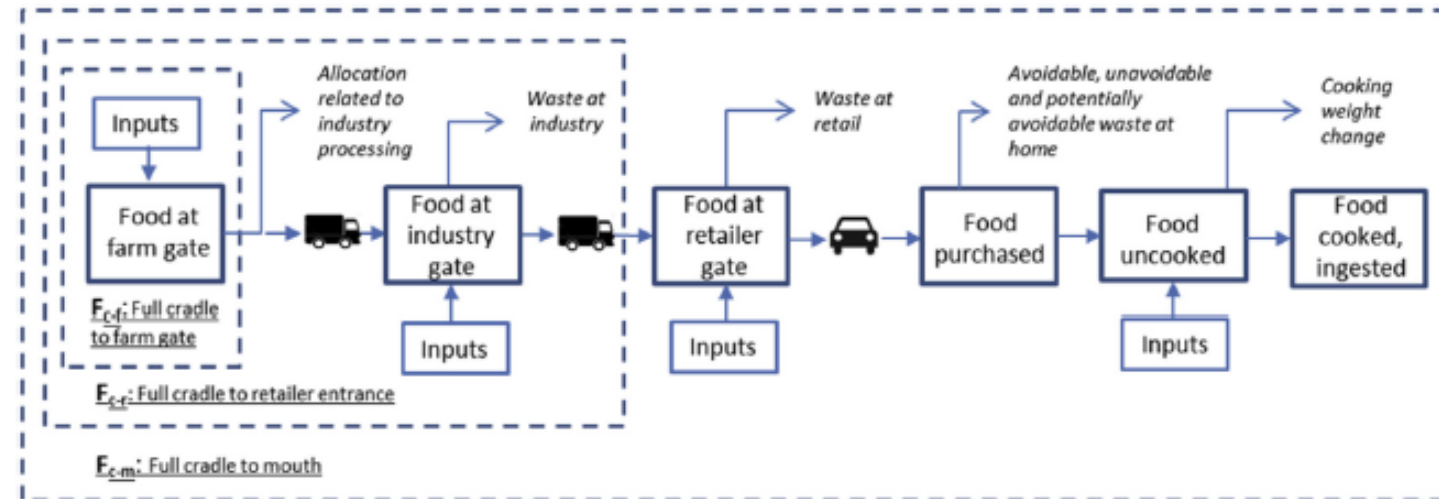 Inputs
Food at
farm gate
F_c-f: Full cradle
to farm gate
Allocation
related to
industry
processing
Waste at
industry
Food at
industry
gate
Inputs
F_c-r: Full cradle to retailer entrance
Waste at
retail
Food at
retailer
gate
Inputs
Avoidable, unavoidable
and potentially
avoidable waste at
home
Food
purchased
Cooking
weight
change
Food
uncooked
Inputs
Food
cooked,
ingested
F_c-m: Full cradle to mouth